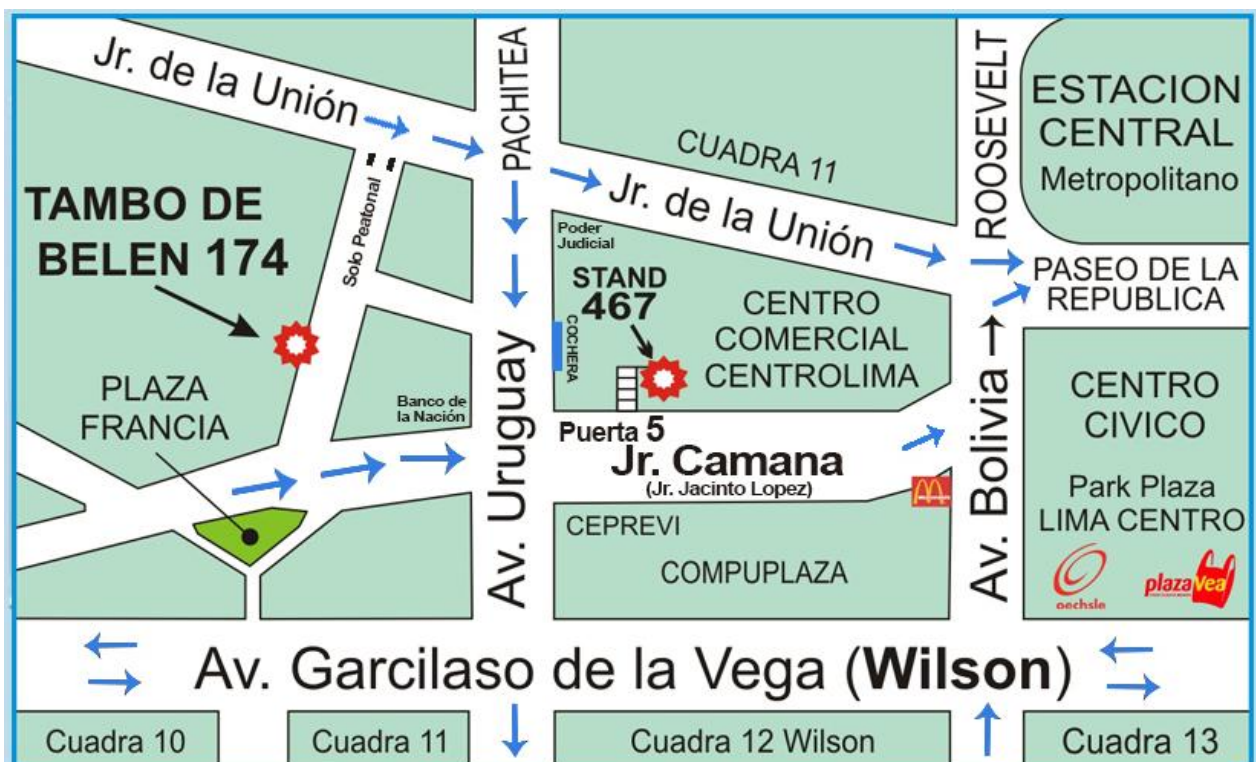 Jr. de la Unión
PACHITEA
ROOSEVELT
CUADRA 11
ESTACION
CENTRAL
Metropolitano
Jr. de la Unión
TAMBO DE
BELEN 174
Solo Peatonal
Poder
Judicial
STAND
467
COCHERA
CENTRO
COMERCIAL
CENTROLIMA
PASEO DE LA
REPUBLICA
PLAZA
FRANCIA
Banco de
la Nación
Av. Uruguay
Puerta 5
Jr. Camana
(Jr. Jacinto Lopez)
Av. Bolivia
CENTRO
CIVICO
Park Plaza
LIMA CENTRO
oechsle
plazaVea
CEPREVI
COMPUPLAZA
Av. Garcilaso de la Vega (Wilson)
Cuadra 10
Cuadra 11
Cuadra 12 Wilson
Cuadra 13